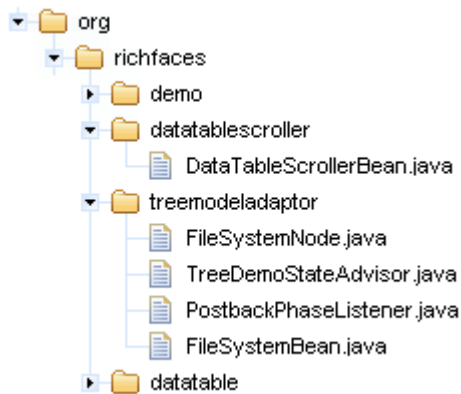 org
richfaces
demo
datatablescroller
DataTableScrollerBean.java
treemodeladaptor
FileSystemNode.java
TreeDemoStateAdvisor.java
PostbackPhaseListener.java
FileSystemBean.java
datatable